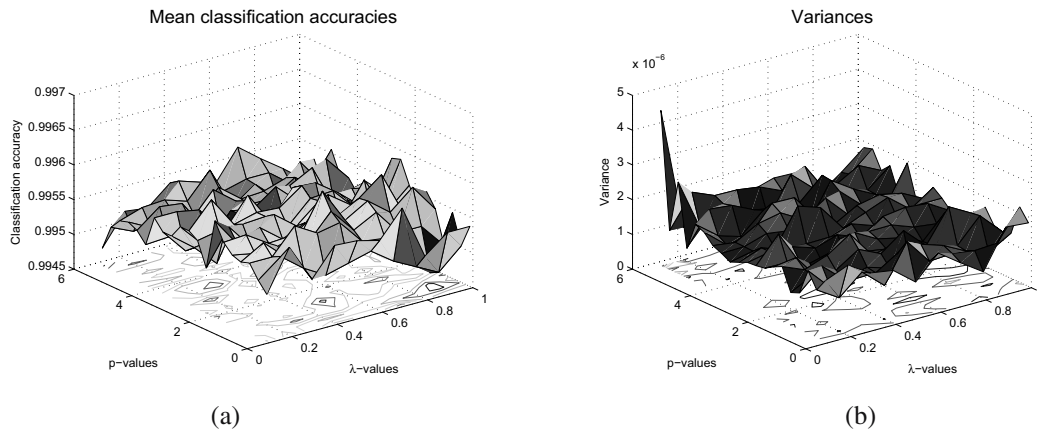 Mean classification accuracies
0.997
0.9965
0.996
0.9955
0.995
0.9945
Classification accuracy
6
4
2
0
p−values
0
0.2
0.4
0.6
0.8
1
λ−values
(a)
Variances
x 10−6
5
4
3
2
1
0
Variance
6
4
2
0
p−values
0
0.2
0.4
0.6
0.8
1
λ−values
(b)